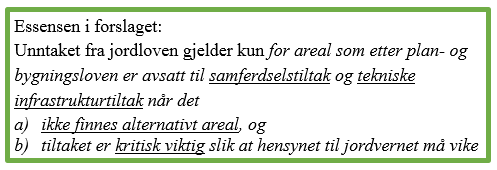 Essensen i forslaget:
Unntaket fra jordloven gjelder kun for areal som etter plan- og
bygningsloven er avsatt til samferdselstiltak og tekniske
infrastrukturtiltak når det
a) ikke finnes alternativt areal, og
b) tiltaket er kritisk viktig slik at hensynet til jordvernet må vike